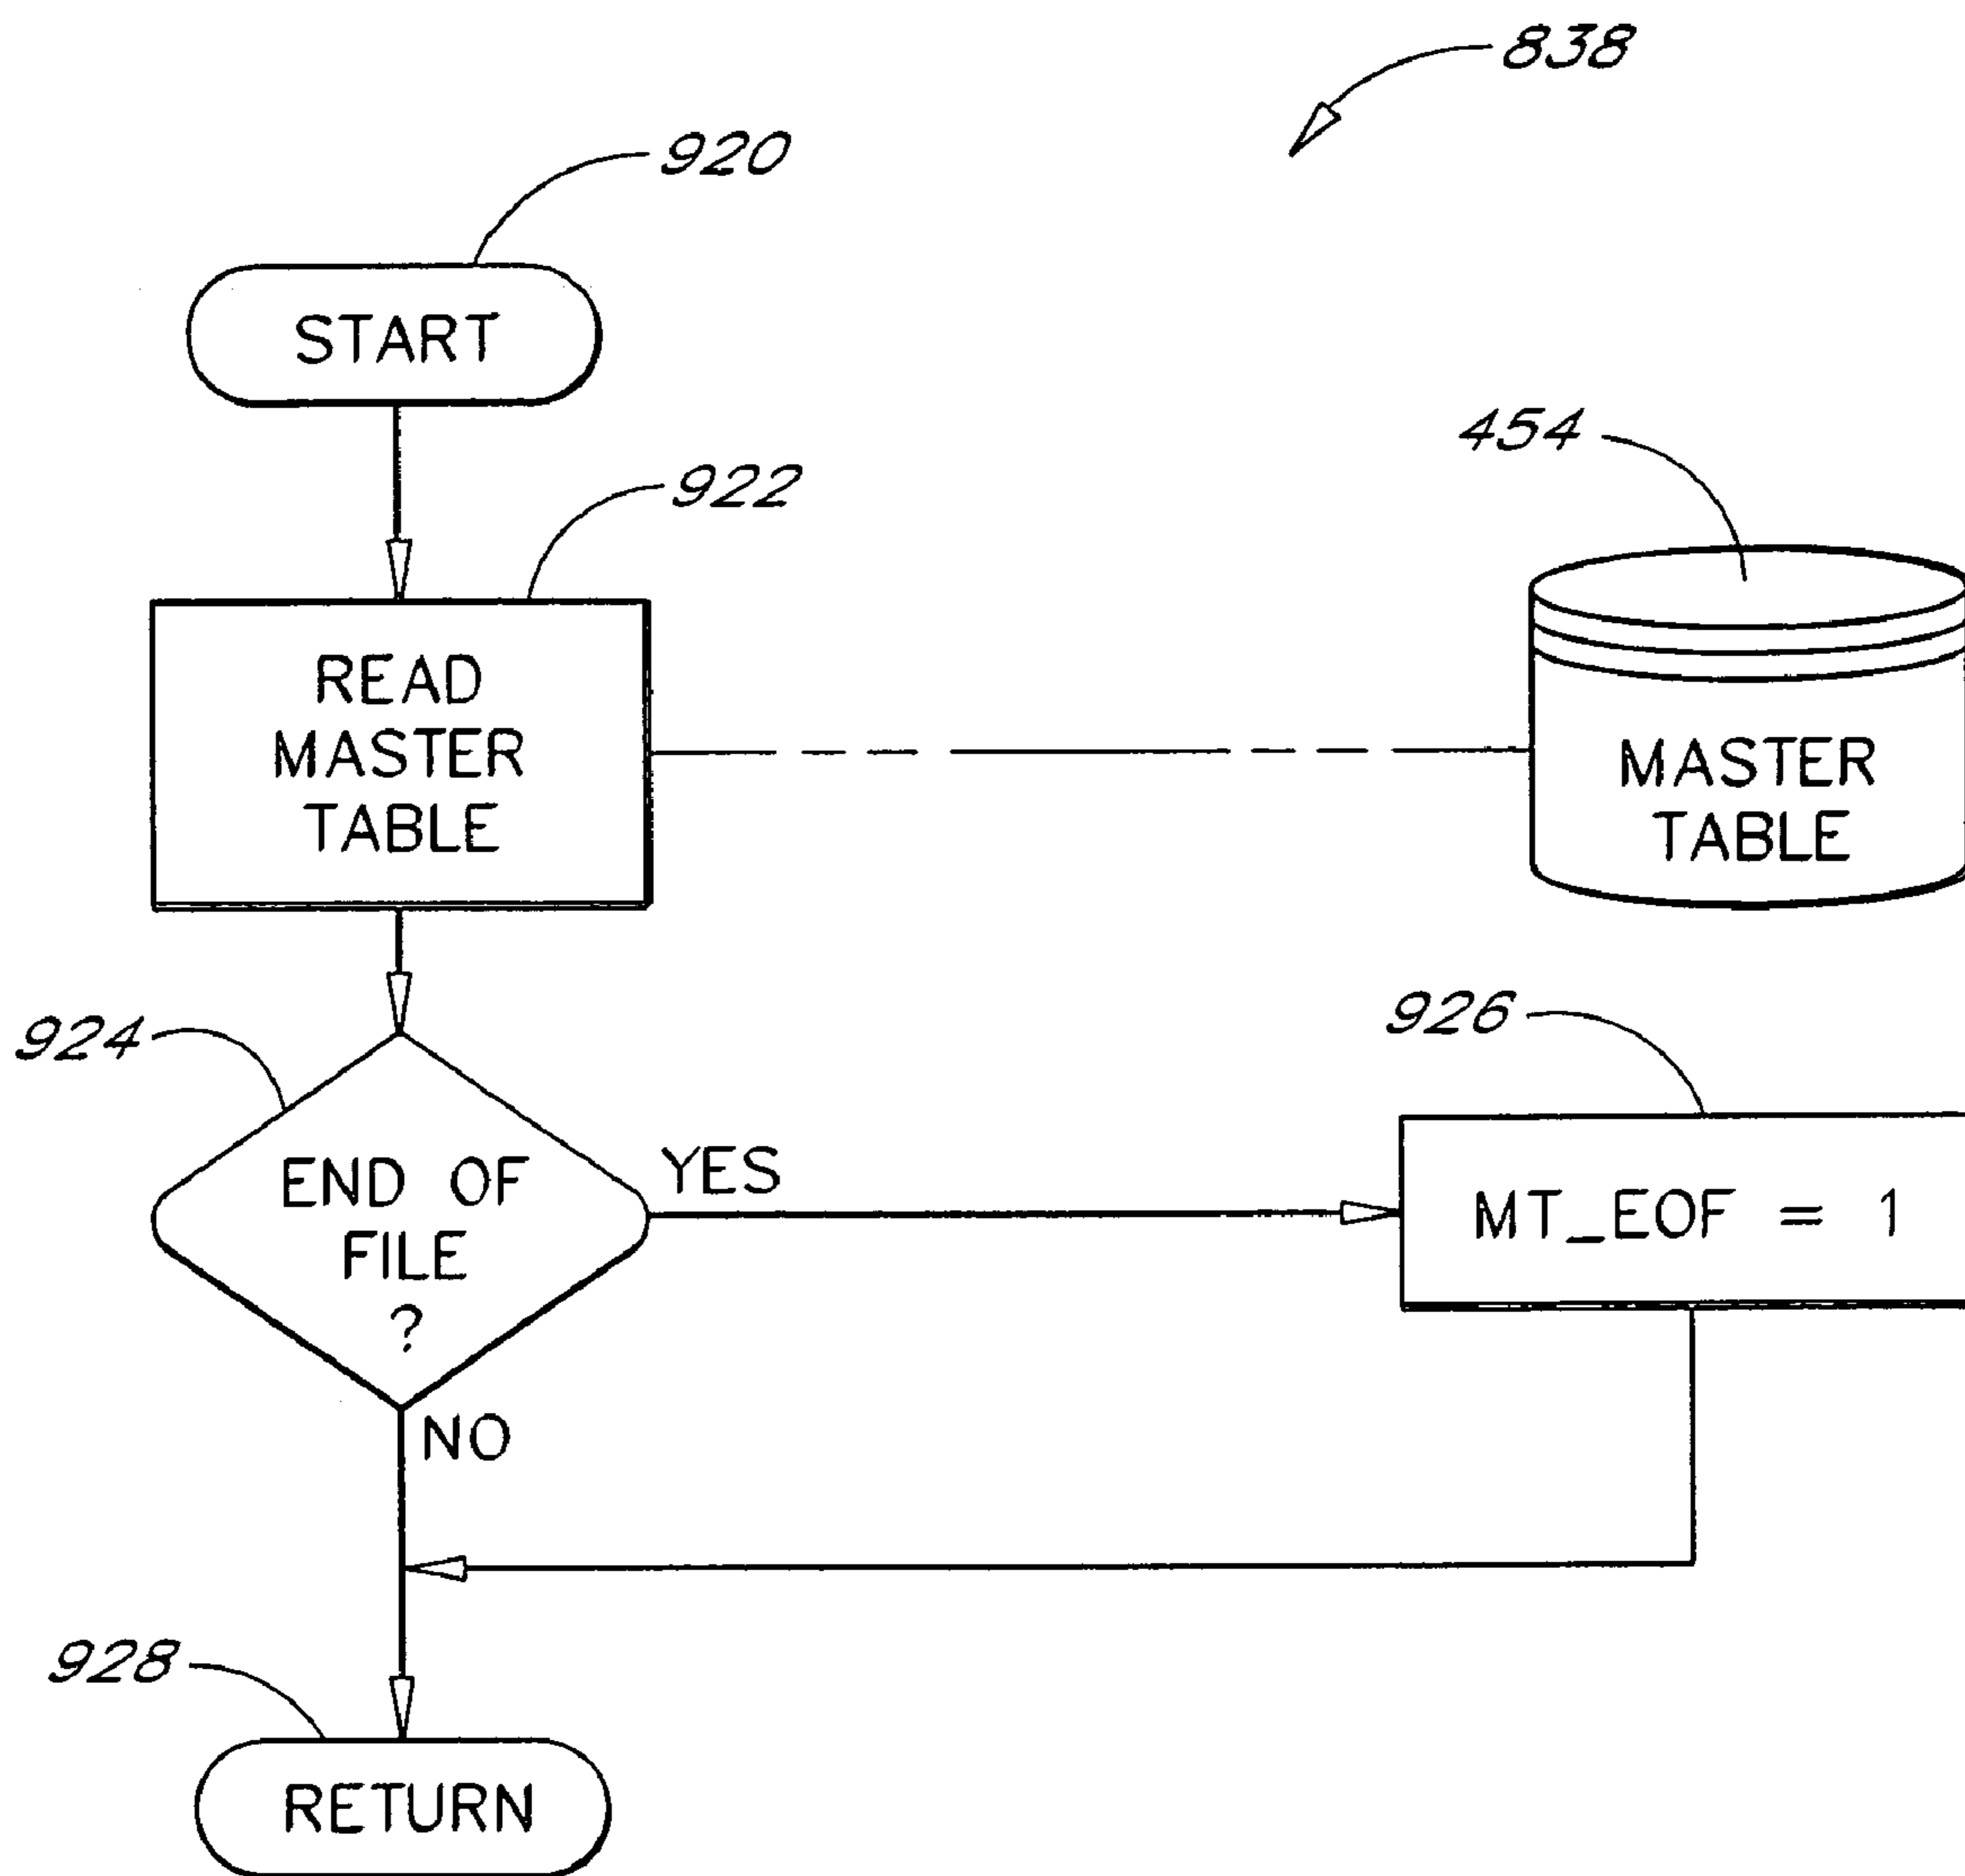 838
920
START
454
922
READ
MASTER
TABLE
MASTER
TABLE
924
926
END OF
FILE
?
YES
MT_EOF = 1
NO
928
RETURN